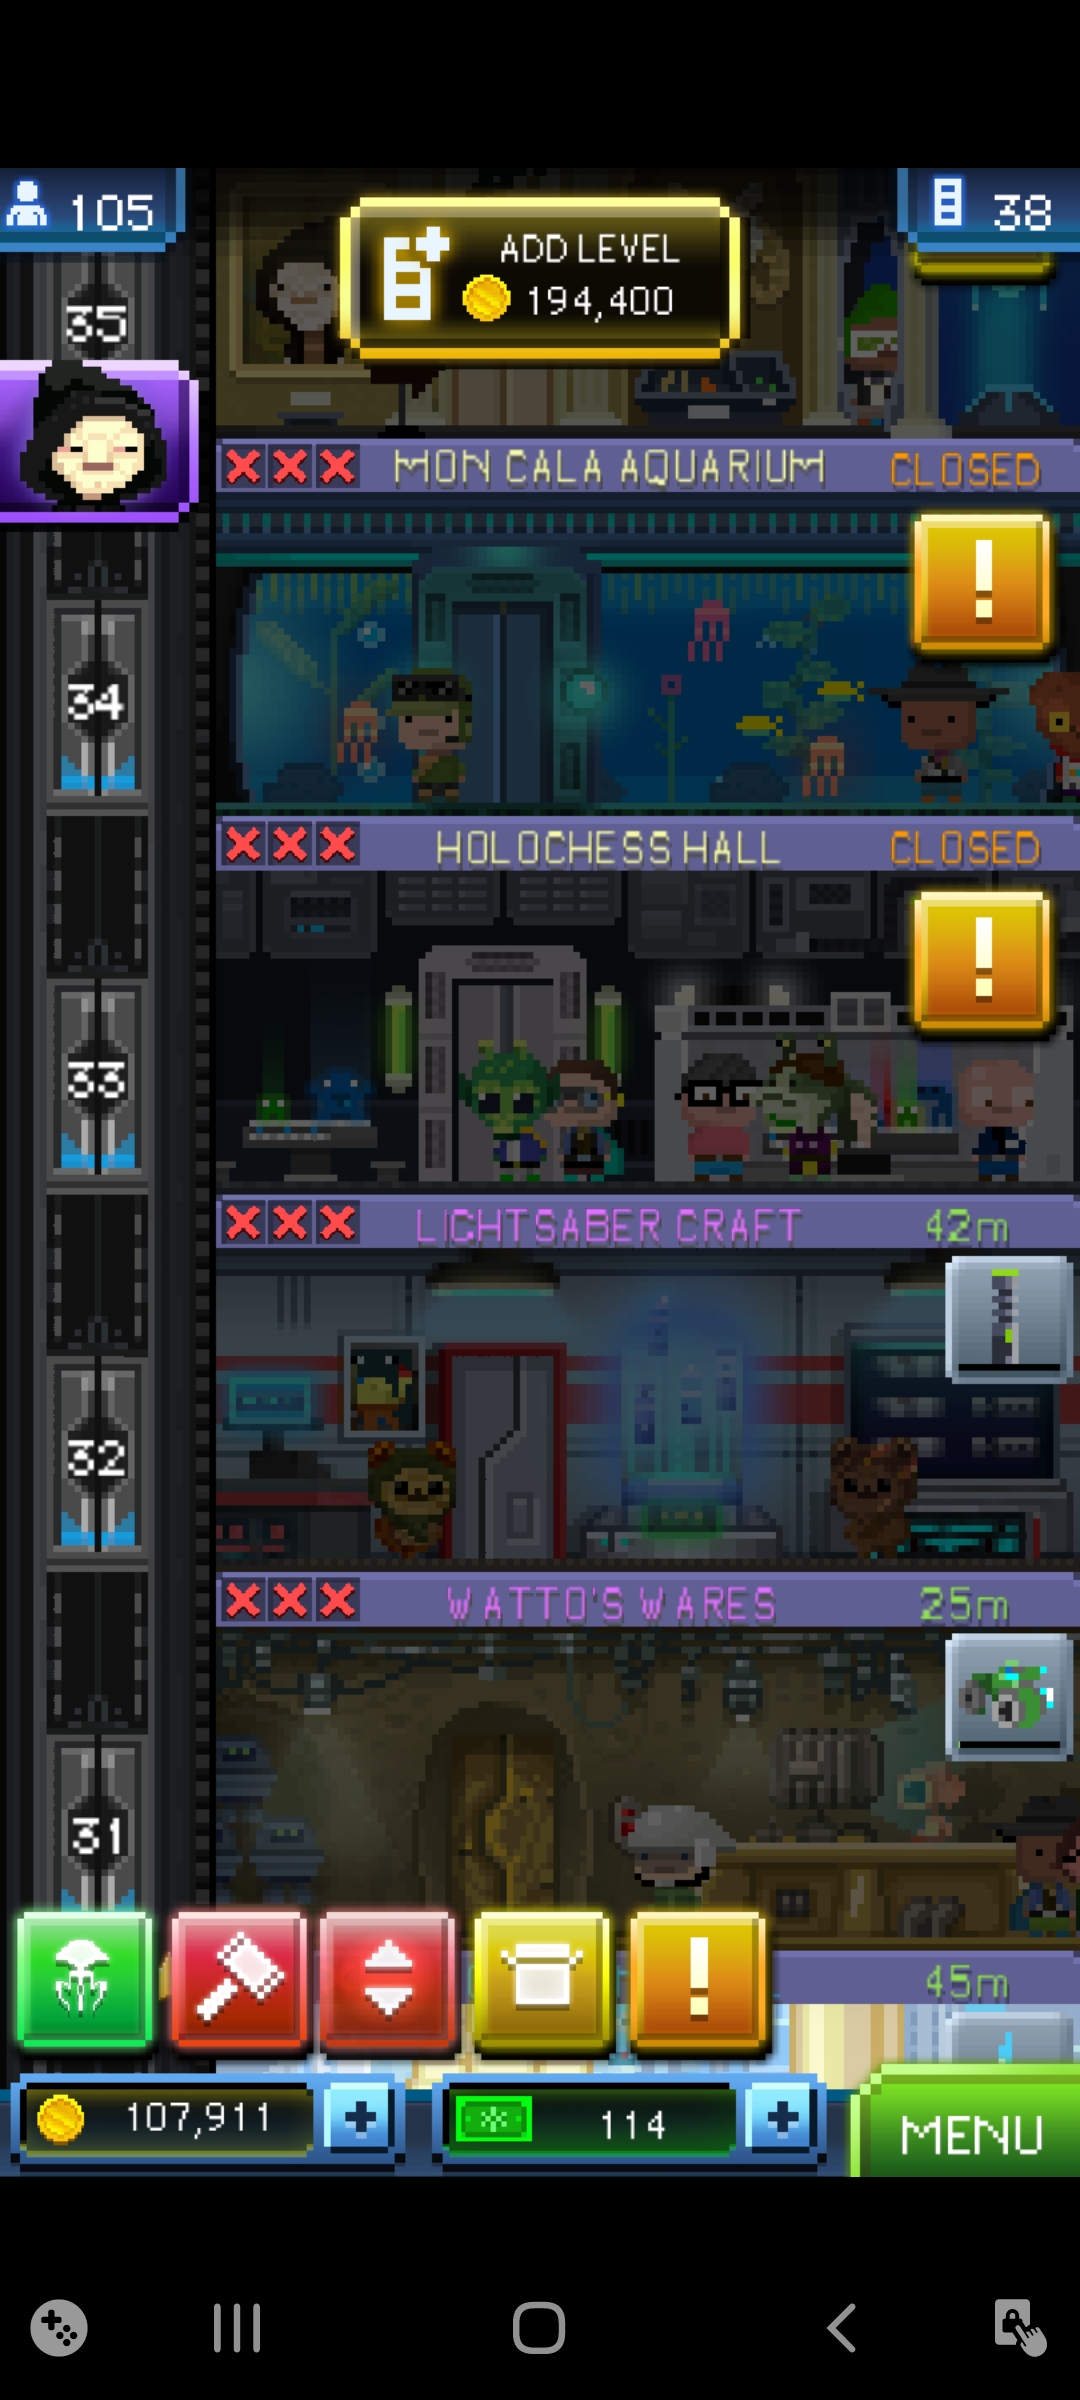 105
ADD LEVEL
194,400
38
35
MON CALA AQUARIUM CLOSED
34
HOLOCHESS HALL CLOSED
33
LIGHTSABER CRAFT 42m
32
WATTO'S WARES 25m
31
45m
107,911
114
MENU